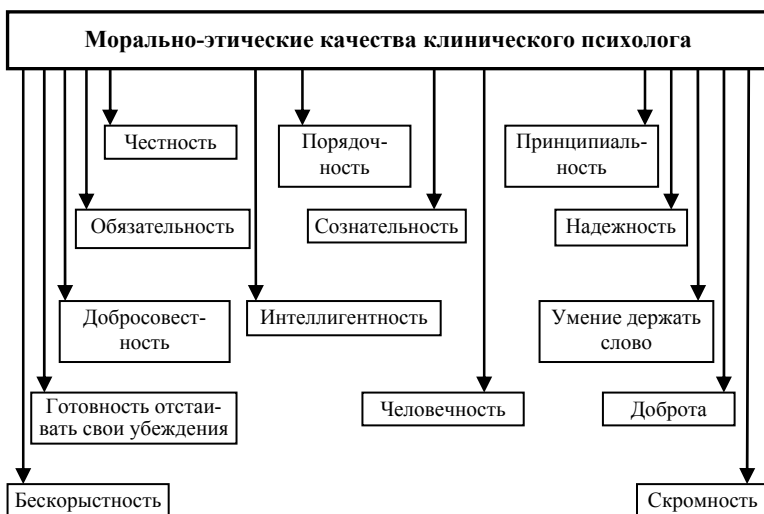 Морально-этические качества клинического психолога
Честность
Порядоч-
ность
Принципиаль-
ность
Обязательность
Сознательность
Надежность
Добросовест-
ность
Интеллигентность
Умение держать
слово
Готовность отстаи-
вать свои убеждения
Человечность
Доброта
Бескорыстность
Скромность